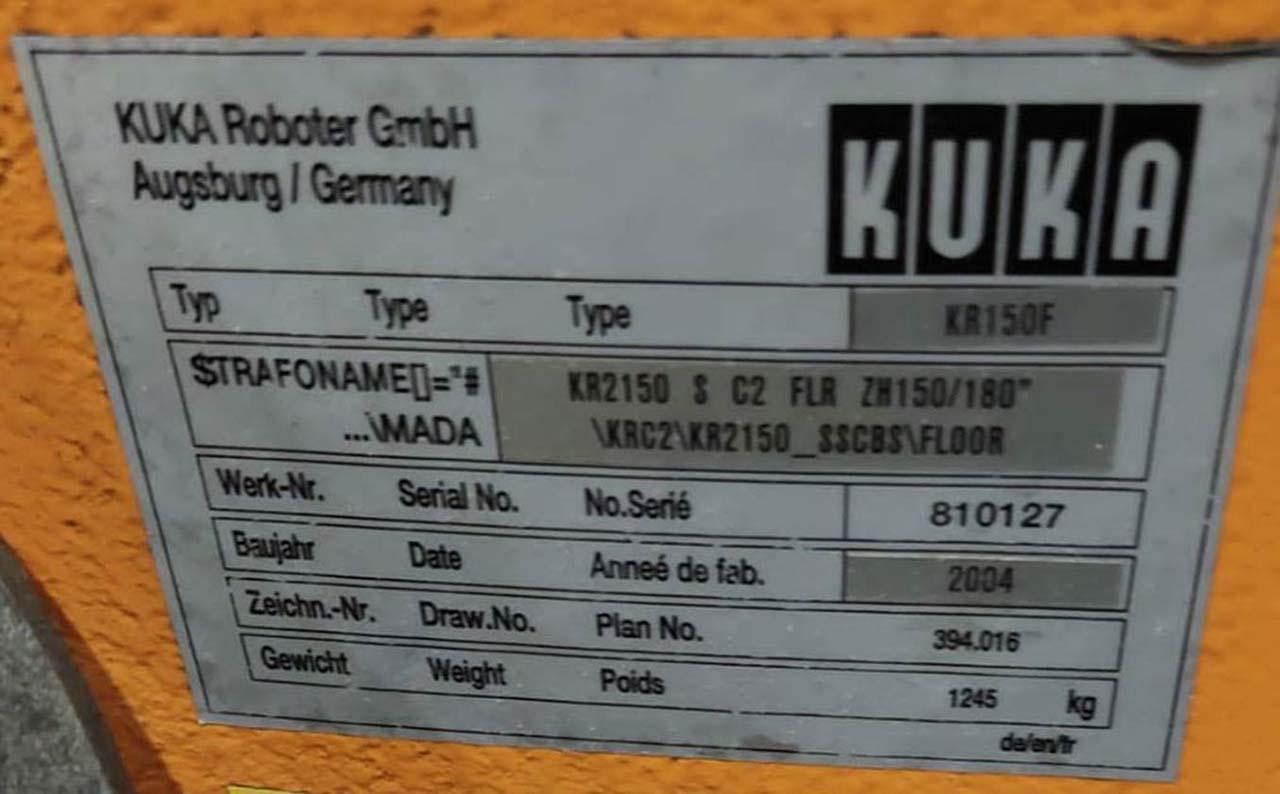 KUKA Roboter GmbH
Augsburg / Germany
KUKA
Typ Type Type KR150F
$TRAFONAME[]="# KR2150 S C2 FLR ZH150/180"
...\MADA \KRC2\KR2150_SSCBS\FLOOR
Werk-Nr. Serial No. No.Serié 810127
Baujahr Date Anneé de fab. 2004
Zeichn.-Nr. Draw.No. Plan No. 394.016
Gewicht Weight Poids 1245 kg
de/en/fr